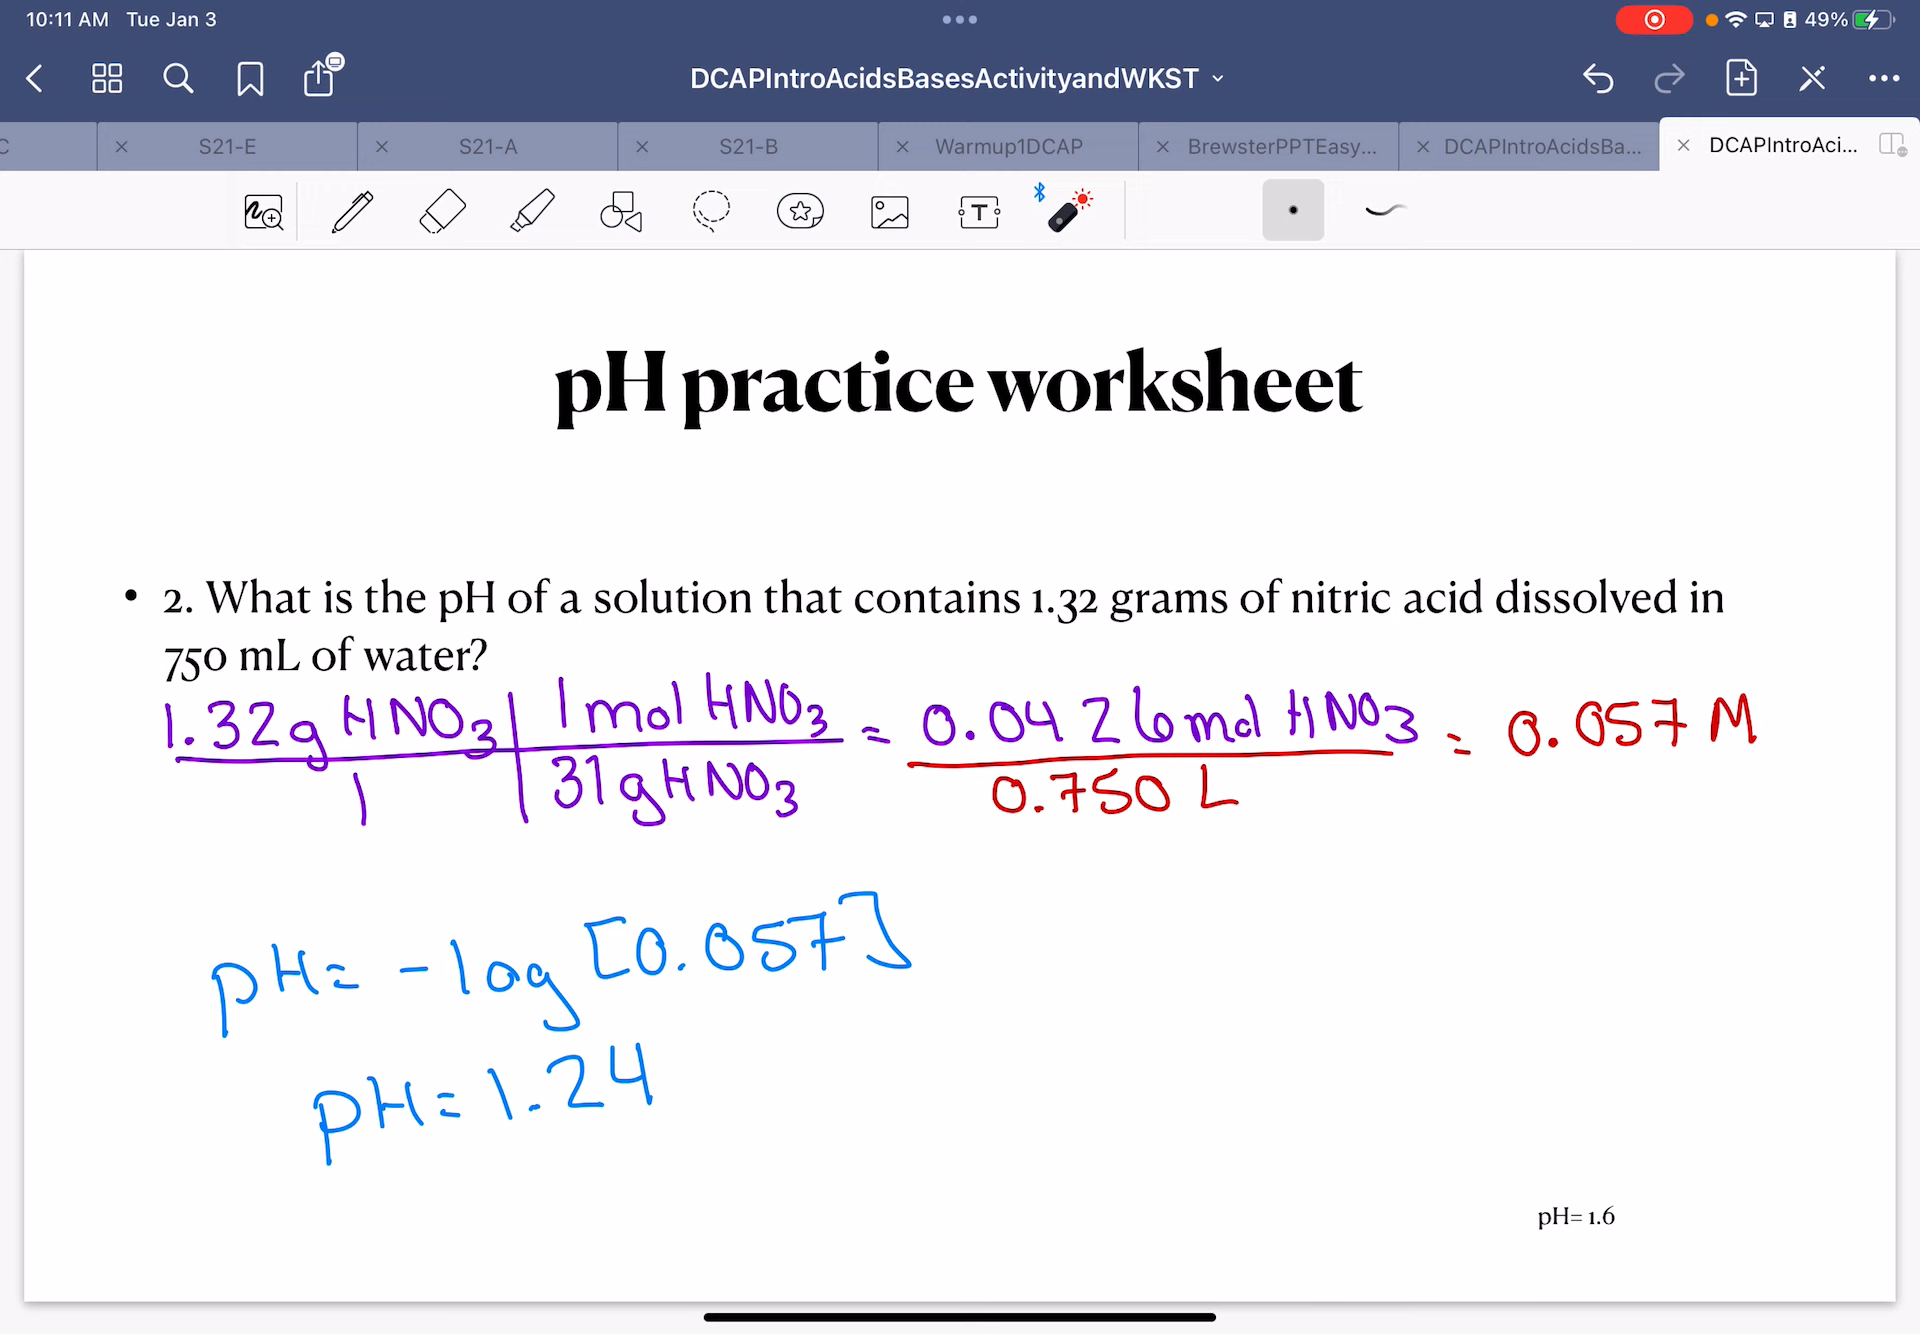 10:11 AM Tue Jan 3
49%
DCAPIntroAcidsBasesActivityandWKST
C
S21-E
S21-A
S21-B
Warmup1DCAP
BrewsterPPTEasy...
DCAPIntroAcidsBa...
DCAPIntroAci...
T
pH practice worksheet
• 2. What is the pH of a solution that contains 1.32 grams of nitric acid dissolved in
750 mL of water?
1.32g HNO3 | 1 mol HNO3 = 0.0426 mol HNO3 = 0.057 M
1 | 31g HNO3 0.750 L
pH= -log [0.057]
pH= 1.24
pH= 1.6